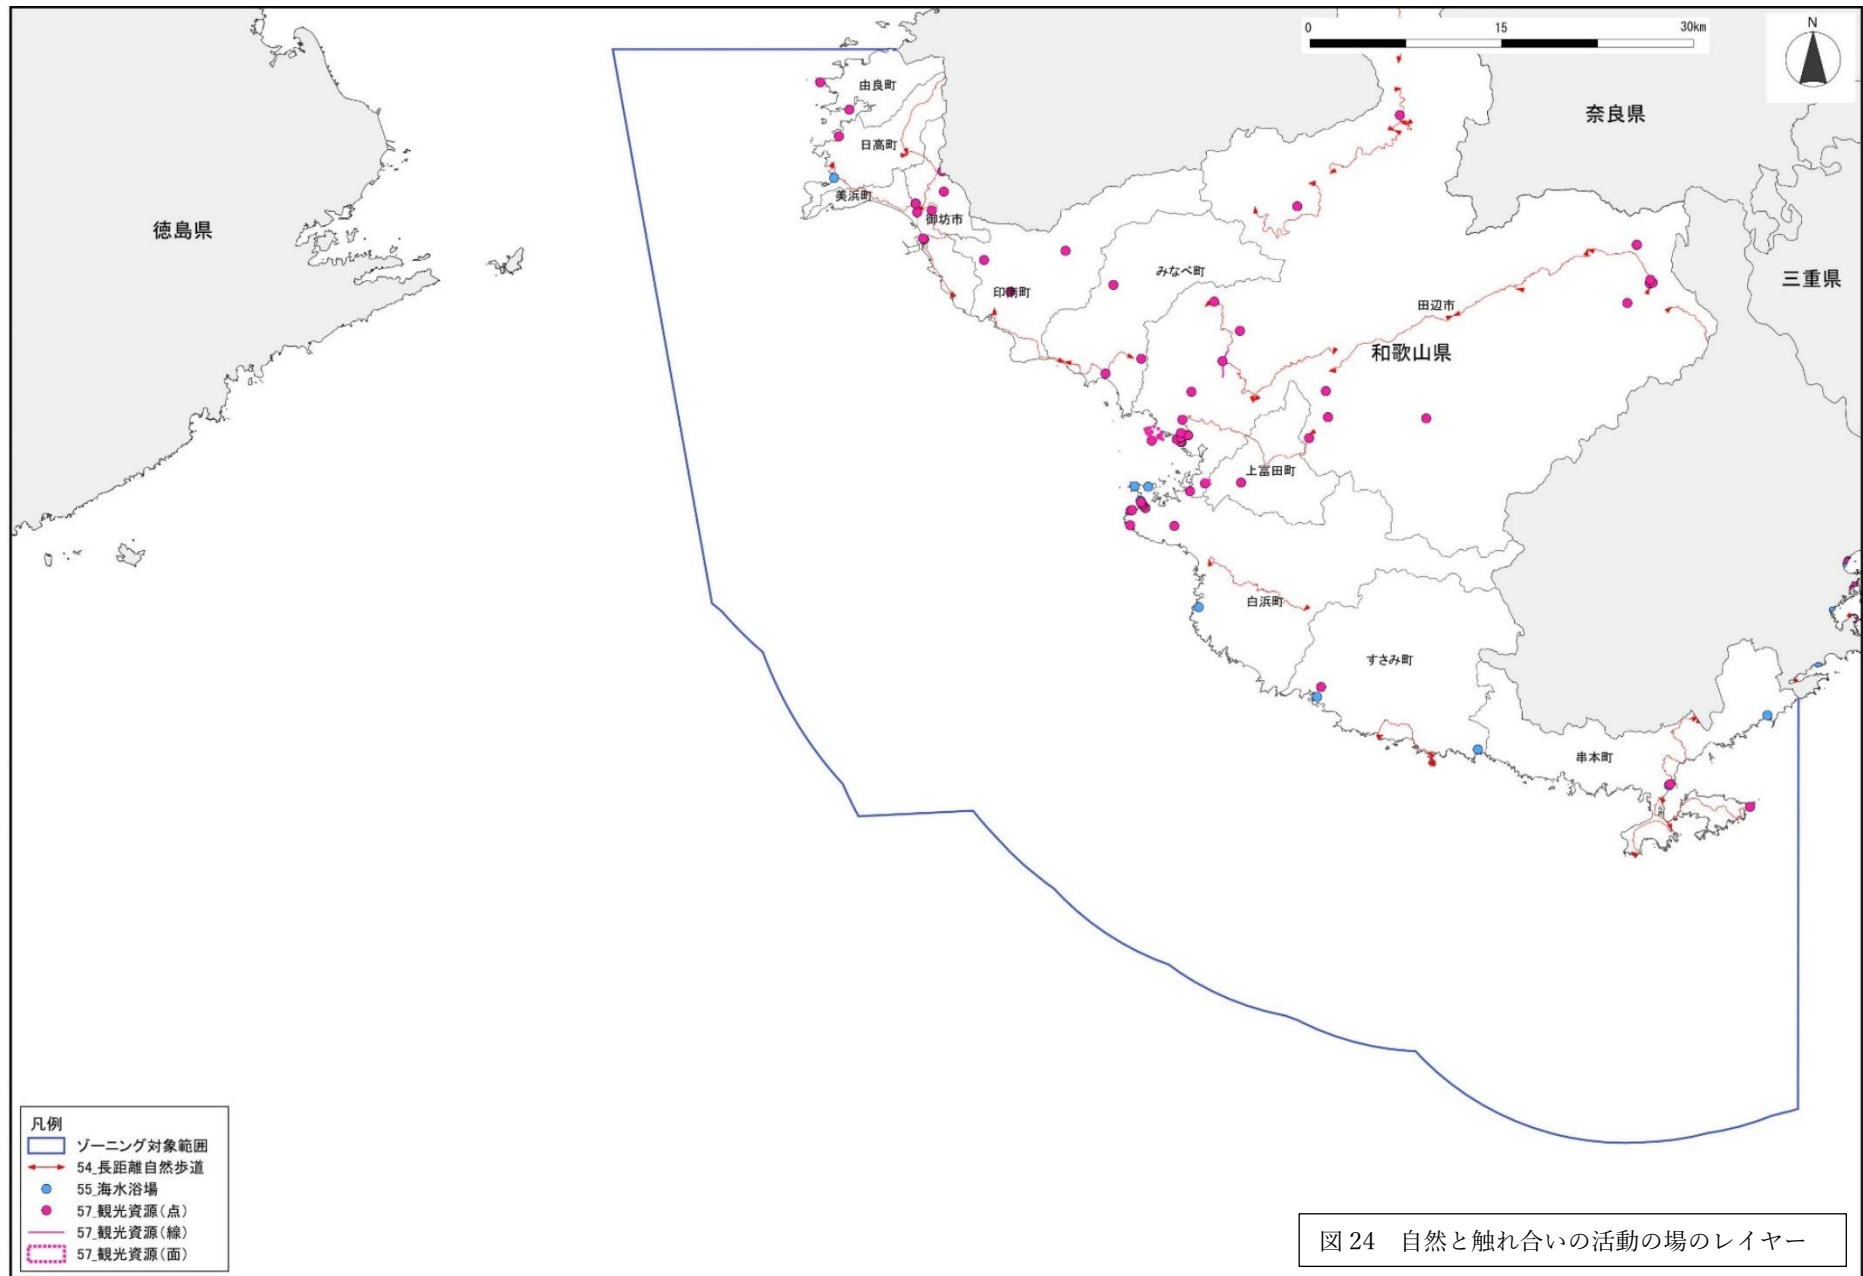 0 15 30km
N
由良町
奈良県
日高町
美浜町
御坊市
徳島県
みなべ町
三重県
印南町
田辺市
和歌山県
上富田町
白浜町
すさみ町
串本町
凡例
ゾーニング対象範囲
54_長距離自然歩道
55_海水浴場
57_観光資源(点)
57_観光資源(線)
57_観光資源(面)
図 24 自然と触れ合いの活動の場のレイヤー